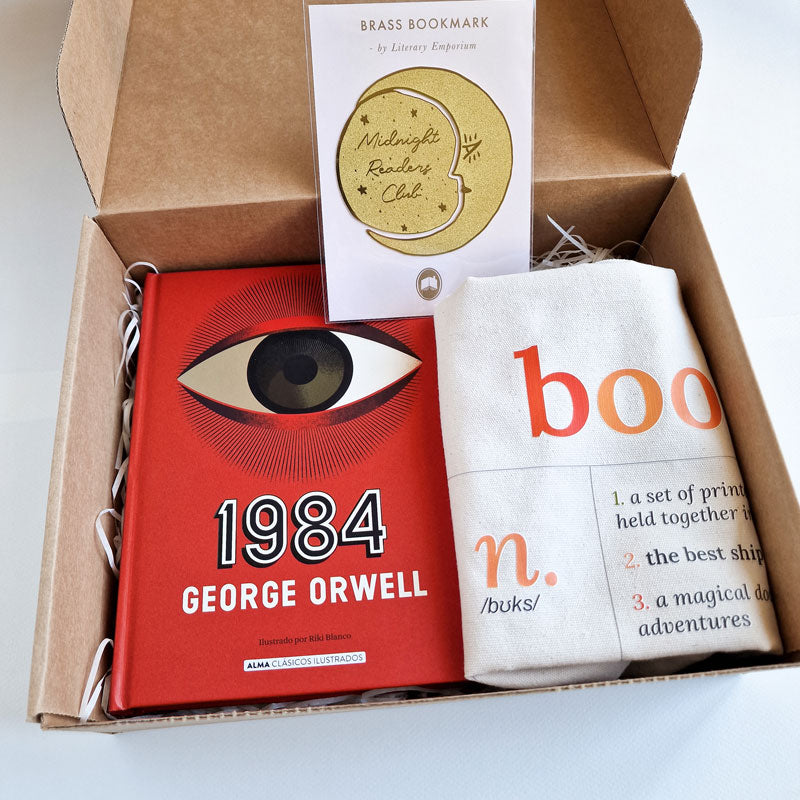 BRASS BOOKMARK
- by Literary Emporium
Midnight
Readers
Club
1984
GEORGE ORWELL
Ilustrado por Riki Blanco
ALMA CLÁSICOS ILUSTRADOS
boo
n.
/bʊks/
1. a set of print
held together i
2. the best ship
3. a magical do
adventures